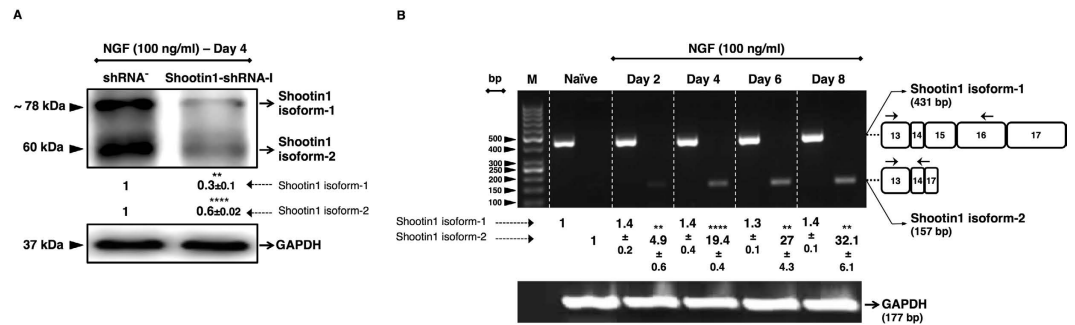 A
NGF (100 ng/ml) – Day 4
shRNA⁻ Shootin1-shRNA-I
~ 78 kDa
Shootin1
isoform-1
60 kDa
Shootin1
isoform-2
**
1 0.3±0.1 Shootin1 isoform-1
****
1 0.6±0.02 Shootin1 isoform-2
37 kDa GAPDH
B
NGF (100 ng/ml)
bp M Naïve Day 2 Day 4 Day 6 Day 8
Shootin1 isoform-1
(431 bp)
13 14 15 16 17
500
400
300
250
200
150
100
13 14 17
Shootin1 isoform-2
(157 bp)
Shootin1 isoform-1 1 1.4 ** 1.4 **** 1.3 ** 1.4 **
Shootin1 isoform-2 1 ± 4.9 ± 19.4 ± 27 ± 32.1
0.2 ± 0.4 ± 0.1 ± 0.1 ±
0.6 0.4 4.3 6.1
GAPDH
(177 bp)